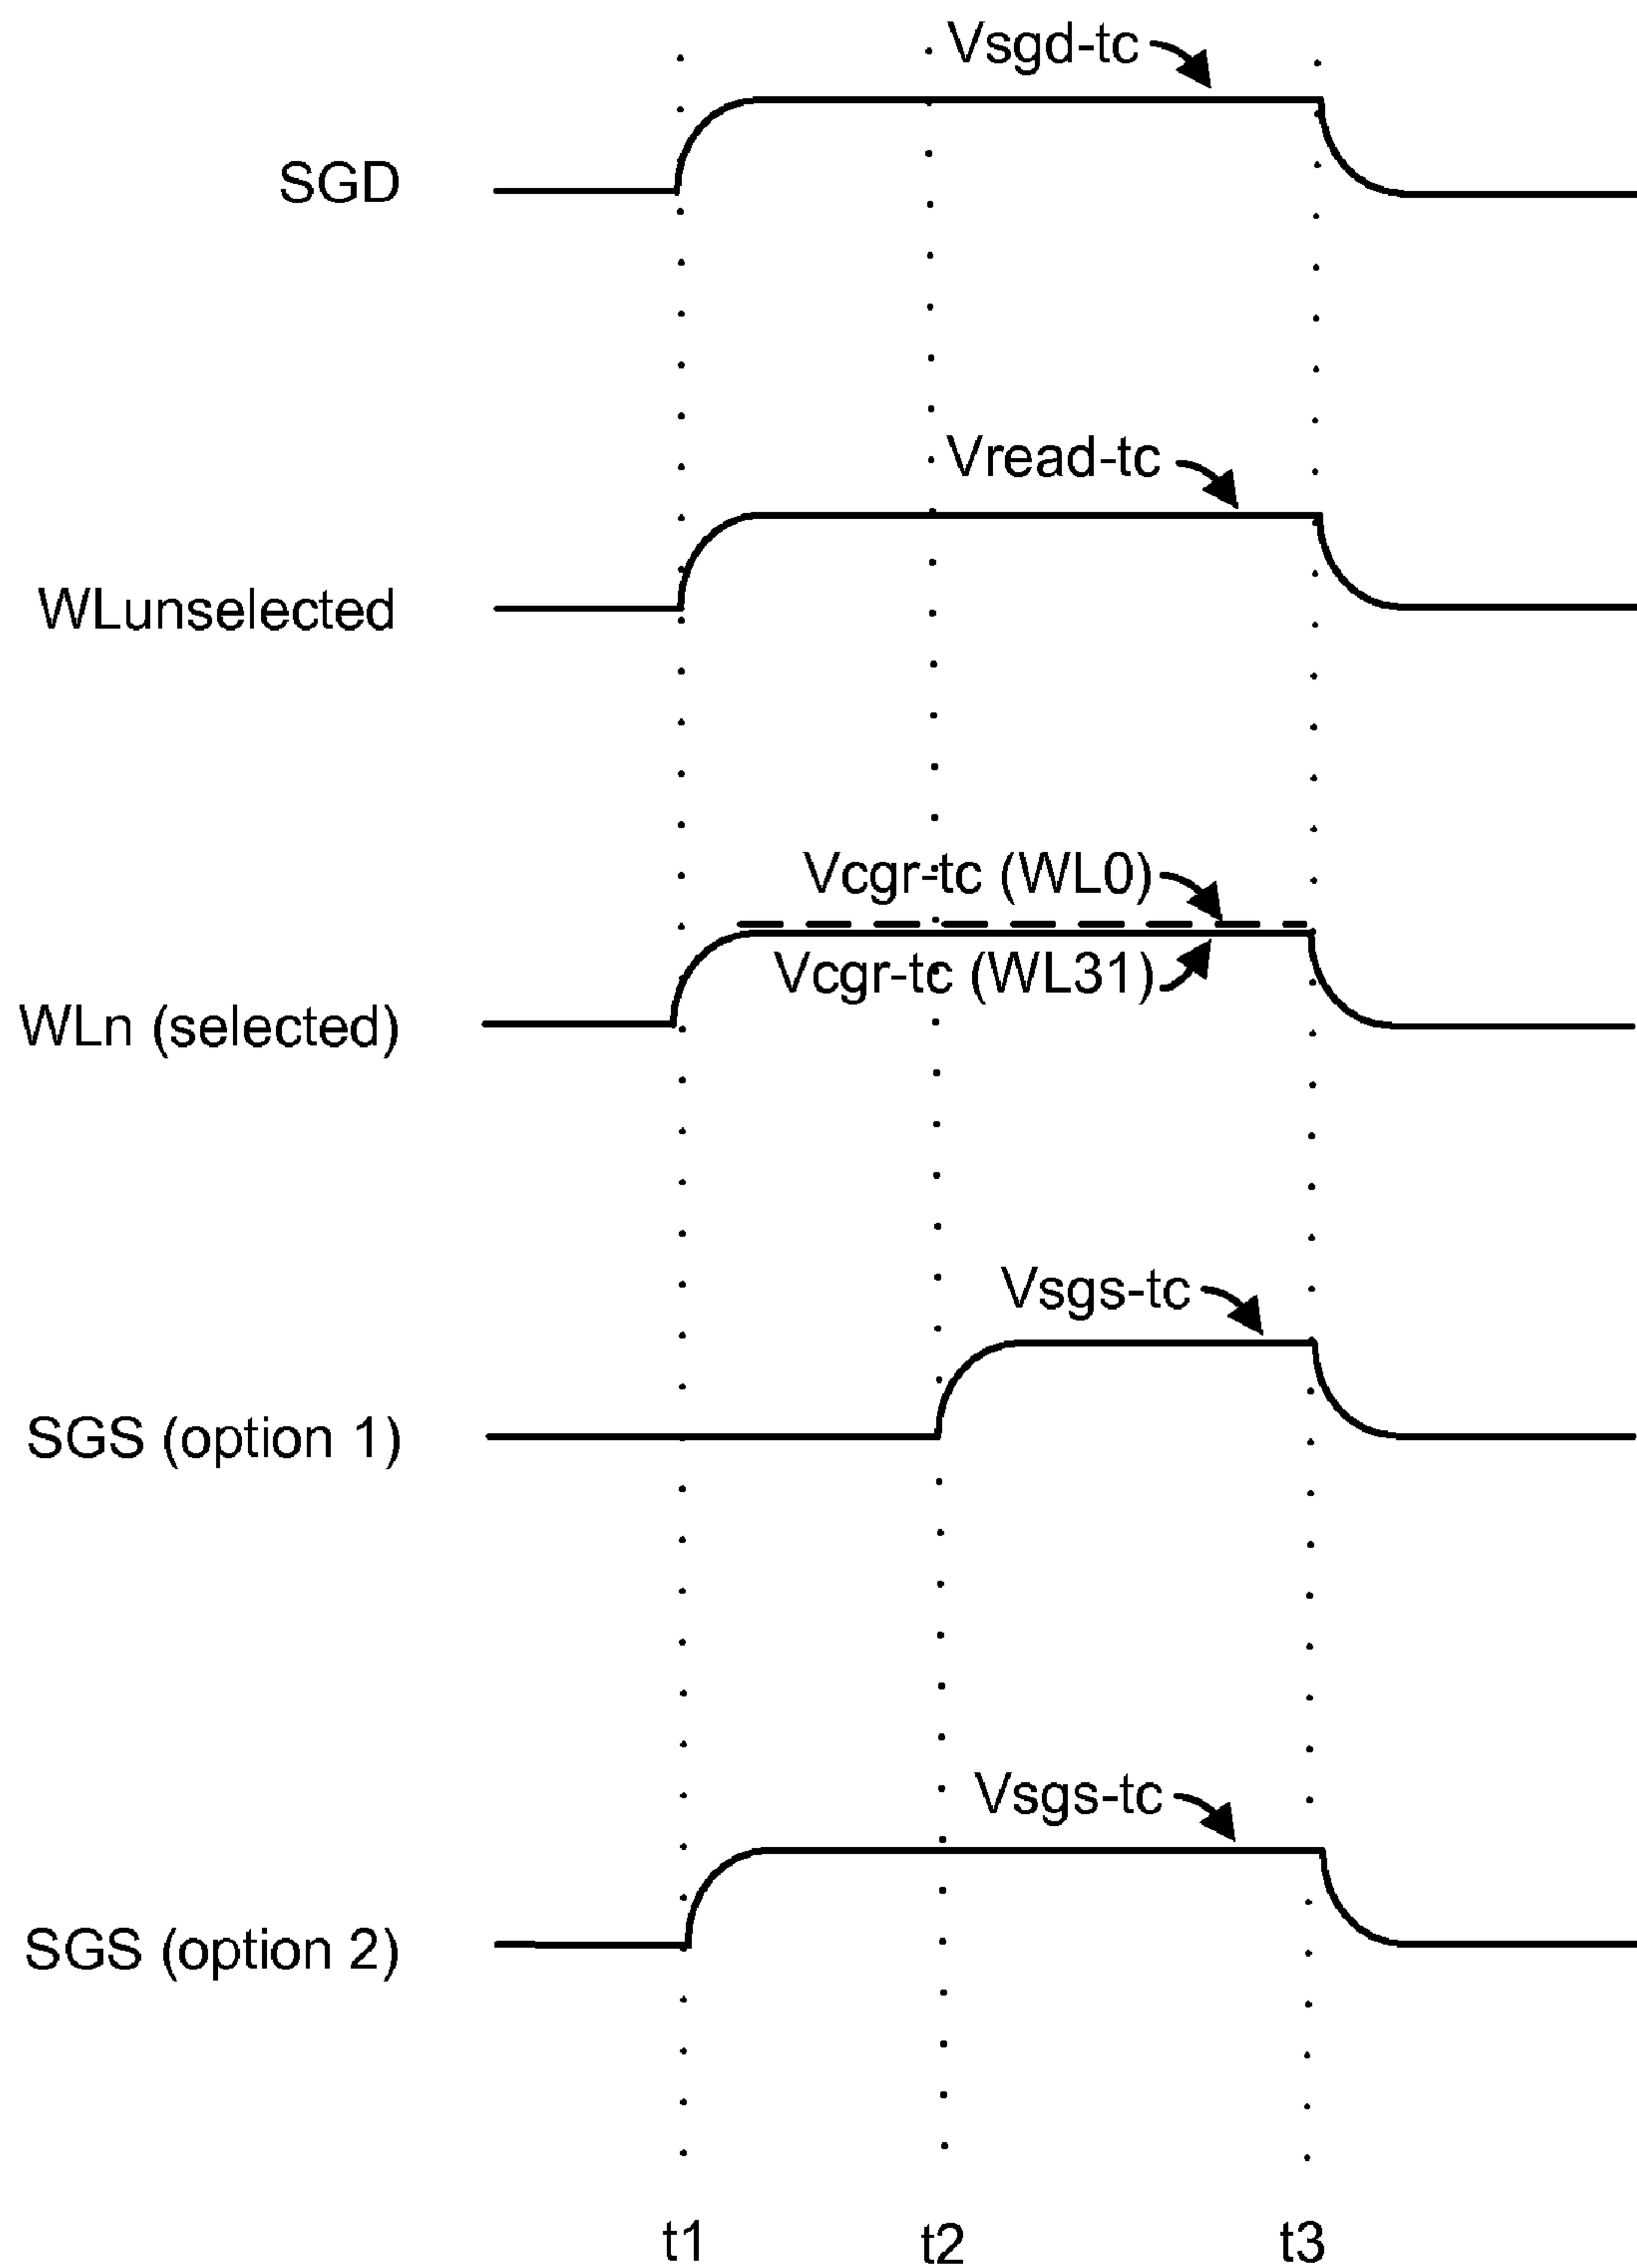 Vsgd-tc
SGD
Vread-tc
WLunselected
Vcgr-tc (WL0)
Vcgr-tc (WL31)
WLn (selected)
Vsgs-tc
SGS (option 1)
Vsgs-tc
SGS (option 2)
t1 t2 t3